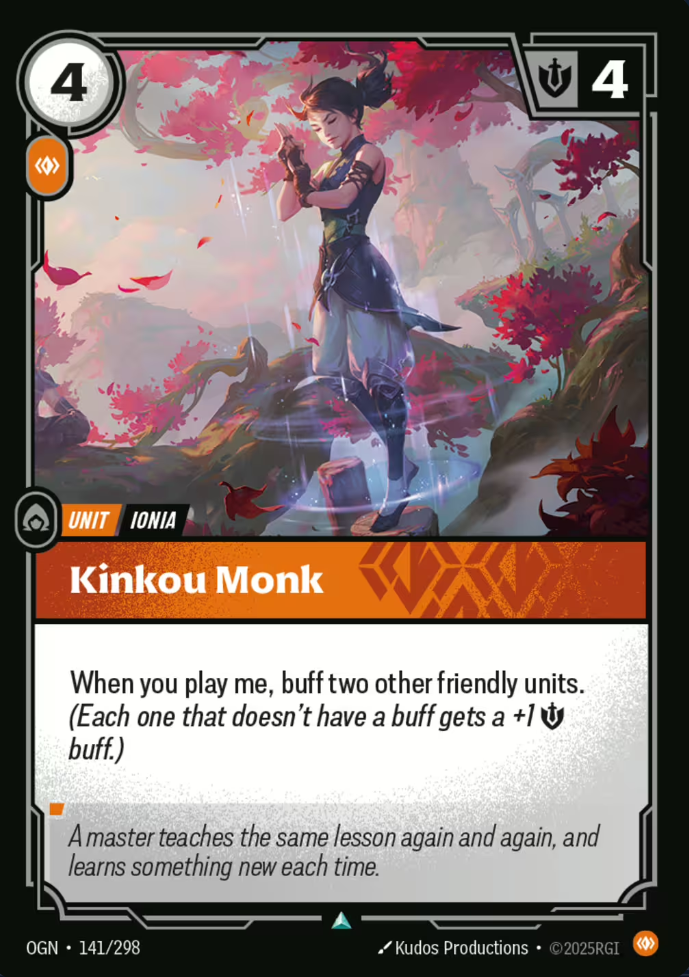 4
4
UNIT
IONIA
Kinkou Monk
When you play me, buff two other friendly units.
(Each one that doesn't have a buff gets a +1
buff.)
A master teaches the same lesson again and again, and
learns something new each time.
OGN • 141/298
Kudos Productions • ©2025RGI